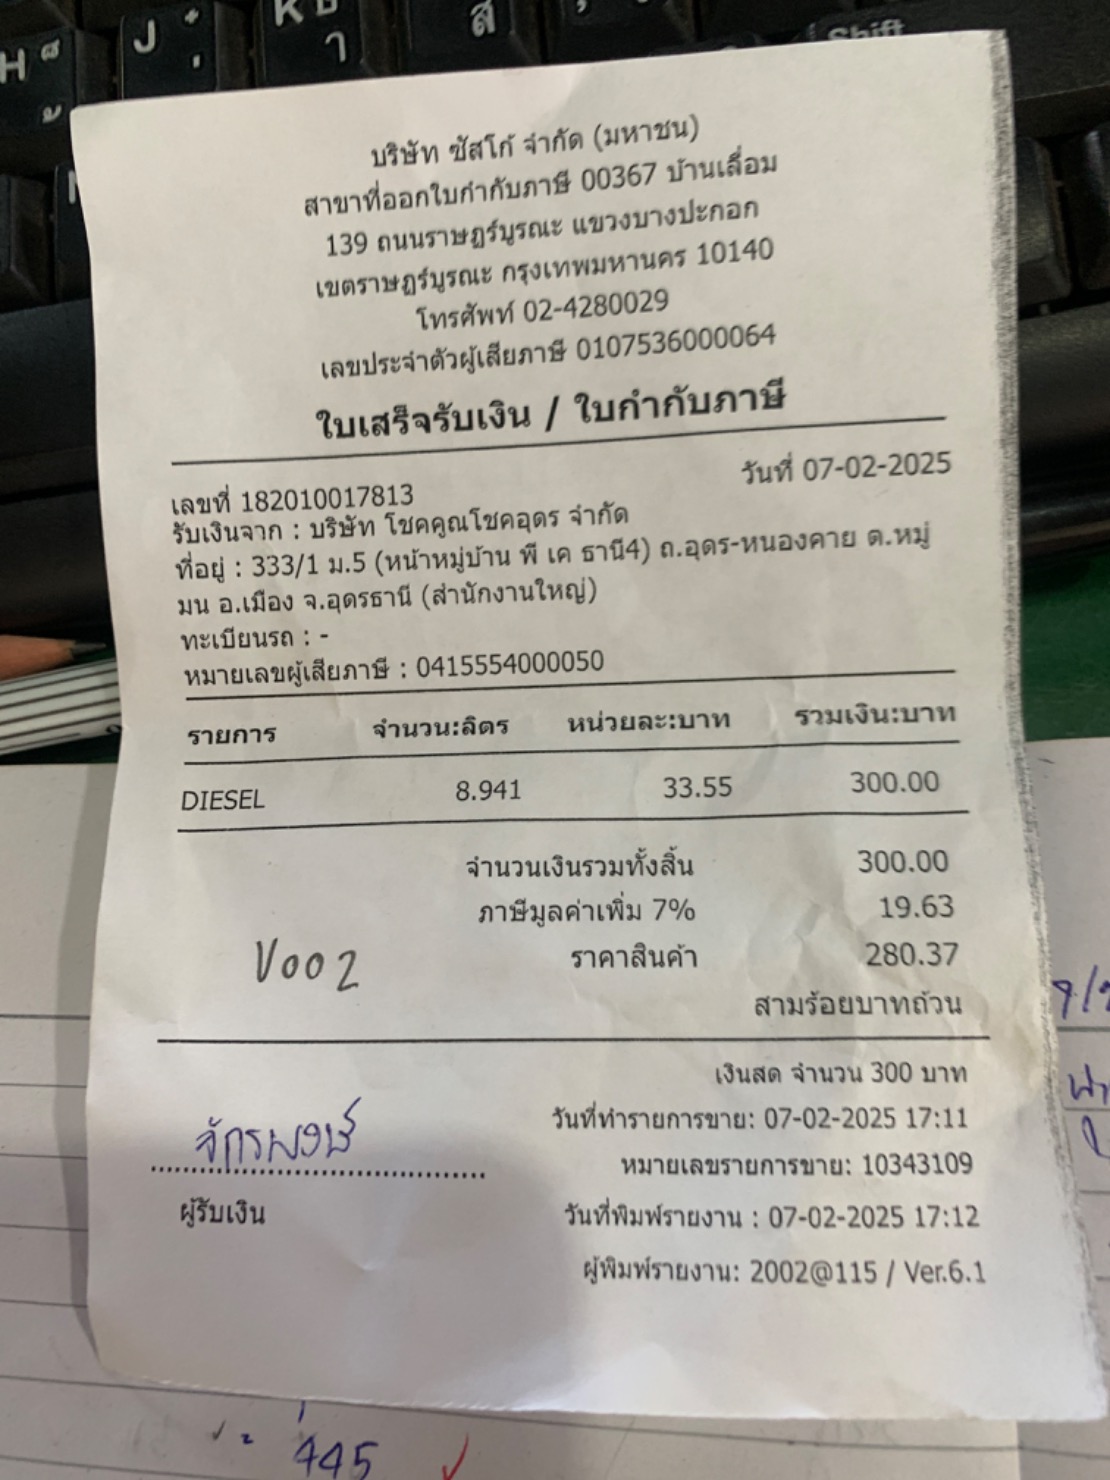 บริษัท ซัสโก้ จำกัด (มหาชน)
สาขาที่ออกใบกำกับภาษี 00367 บ้านเลื่อม
139 ถนนราษฎร์บูรณะ แขวงบางปะกอก
เขตราษฎร์บูรณะ กรุงเทพมหานคร 10140
โทรศัพท์ 02-4280029
เลขประจำตัวผู้เสียภาษี 0107536000064
ใบเสร็จรับเงิน / ใบกำกับภาษี
เลขที่ 182010017813 วันที่ 07-02-2025
รับเงินจาก : บริษัท โชคคูณโชคอุดร จำกัด
ที่อยู่ : 333/1 ม.5 (หน้าหมู่บ้าน พี เค ธานี4) ถ.อุดร-หนองคาย ต.หมู
มน อ.เมือง จ.อุดรธานี (สำนักงานใหญ่)
ทะเบียนรถ : -
หมายเลขผู้เสียภาษี : 0415554000050
รายการ จำนวน:ลิตร หน่วยละ:บาท รวมเงิน:บาท
DIESEL 8.941 33.55 300.00
จำนวนเงินรวมทั้งสิ้น 300.00
ภาษีมูลค่าเพิ่ม 7% 19.63
V002 ราคาสินค้า 280.37
สามร้อยบาทถ้วน
เงินสด จำนวน 300 บาท
วันที่ทำรายการขาย: 07-02-2025 17:11
จักรพงษ์ หมายเลขรายการขาย: 10343109
ผู้รับเงิน วันที่พิมพ์รายงาน : 07-02-2025 17:12
ผู้พิมพ์รายงาน: 2002@115 / Ver.6.1
445
H
J
K
ส
า
Shift